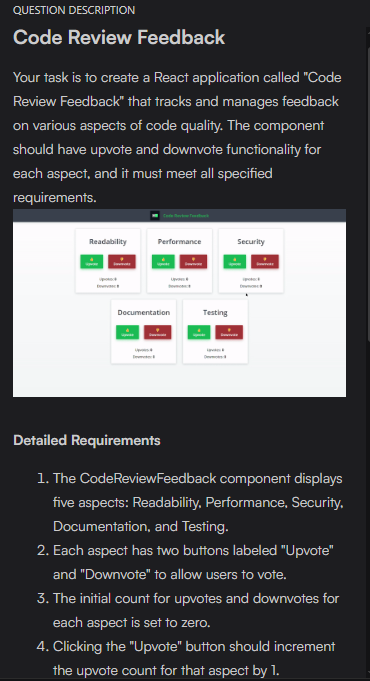 QUESTION DESCRIPTION
Code Review Feedback
Your task is to create a React application called "Code
Review Feedback" that tracks and manages feedback
on various aspects of code quality. The component
should have upvote and downvote functionality for
each aspect, and it must meet all specified
requirements.
Code Review Feedback
Readability Performance Security
Upvote Downvote Upvote Downvote Upvote Downvote
Upvotes: 0 Upvotes: 0 Upvotes: 0
Downvotes: 0 Downvotes: 0 Downvotes: 0
Documentation Testing
Upvote Downvote Upvote Downvote
Upvotes: 0 Upvotes: 0
Downvotes: 0 Downvotes: 0
Detailed Requirements
1. The CodeReviewFeedback component displays
five aspects: Readability, Performance, Security,
Documentation, and Testing.
2. Each aspect has two buttons labeled "Upvote"
and "Downvote" to allow users to vote.
3. The initial count for upvotes and downvotes for
each aspect is set to zero.
4. Clicking the "Upvote" button should increment
the upvote count for that aspect by 1.